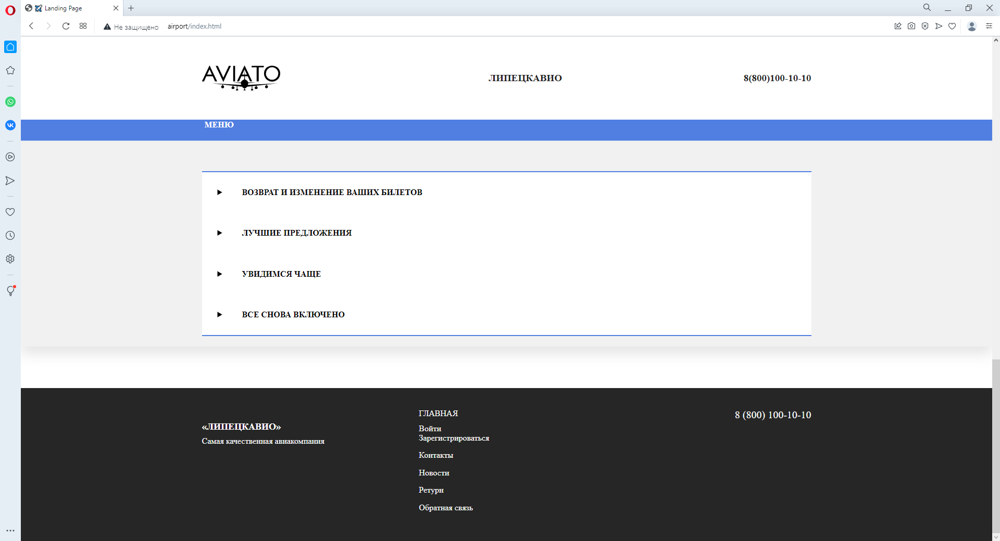 Landing Page
Не защищено airport/index.html
AVIATO
ЛИПЕЦКАВИО
8(800)100-10-10
МЕНЮ
ВОЗВРАТ И ИЗМЕНЕНИЕ ВАШИХ БИЛЕТОВ
ЛУЧШИЕ ПРЕДЛОЖЕНИЯ
УВИДИМСЯ ЧАЩЕ
ВСЕ СНОВА ВКЛЮЧЕНО
«ЛИПЕЦКАВИО»
Самая качественная авиакомпания
ГЛАВНАЯ
Войти
Зарегистрироваться
Контакты
Новости
Ретурн
Обратная связь
8 (800) 100-10-10